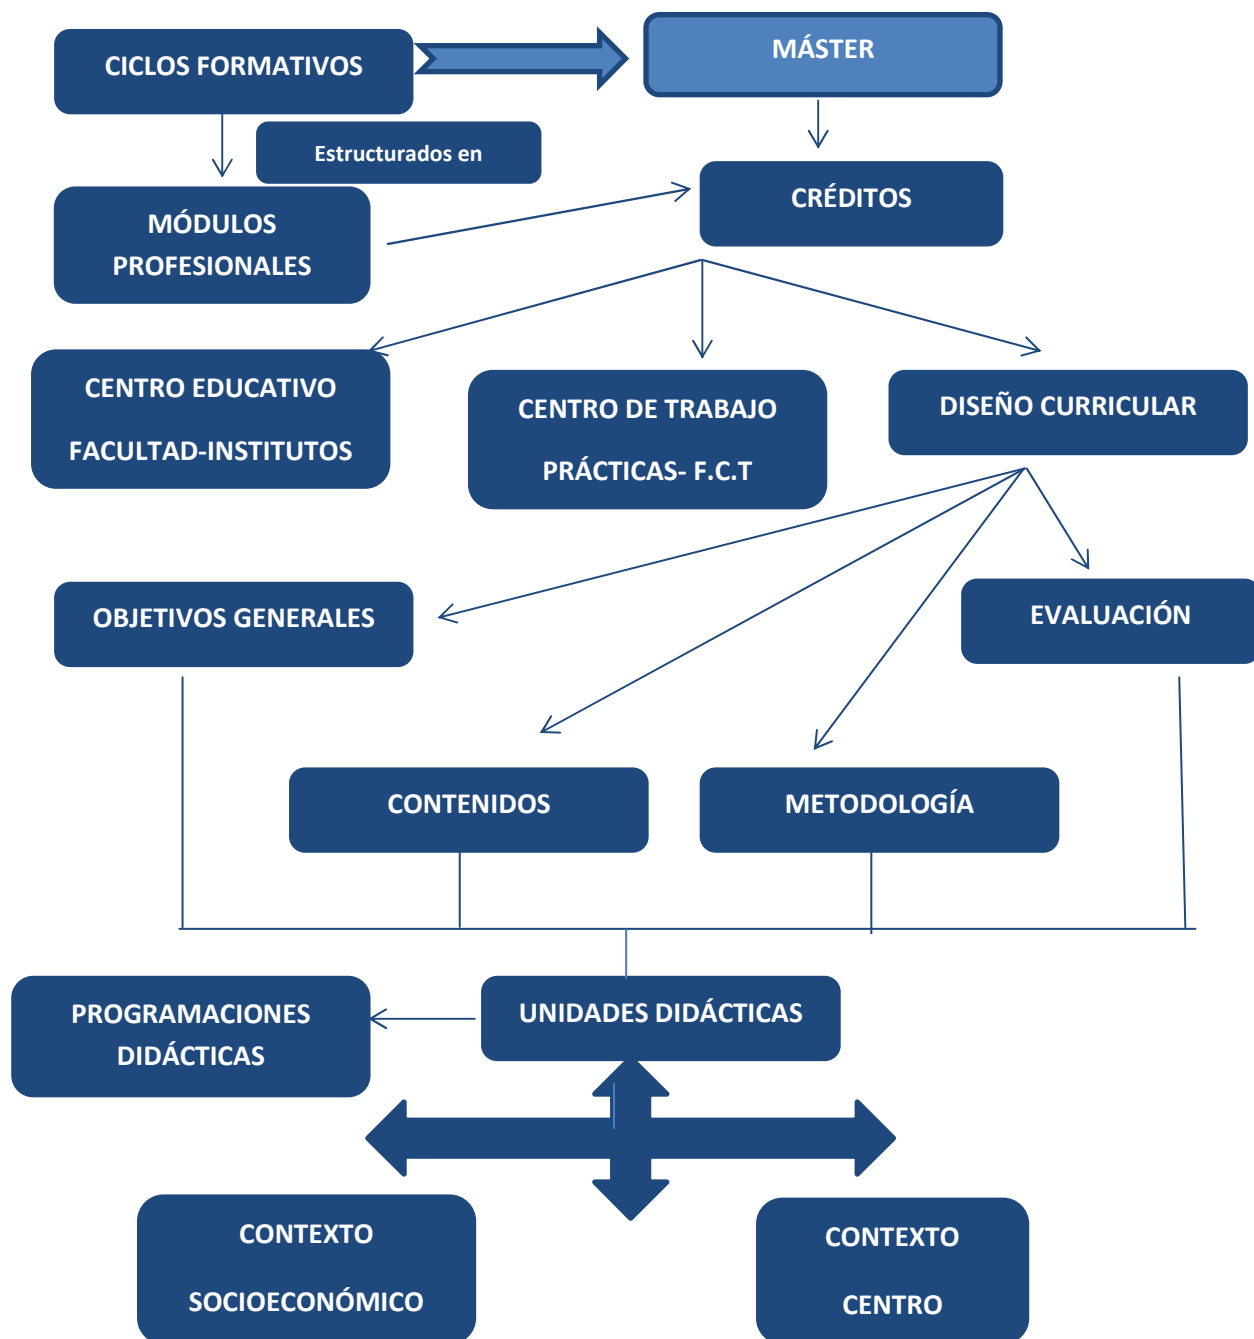 CICLOS FORMATIVOS
MÁSTER
Estructurados en
MÓDULOS
PROFESIONALES
CRÉDITOS
CENTRO EDUCATIVO
FACULTAD-INSTITUTOS
CENTRO DE TRABAJO
PRÁCTICAS- F.C.T
DISEÑO CURRICULAR
OBJETIVOS GENERALES
EVALUACIÓN
CONTENIDOS
METODOLOGÍA
PROGRAMACIONES
DIDÁCTICAS
UNIDADES DIDÁCTICAS
CONTEXTO
SOCIOECONÓMICO
CONTEXTO
CENTRO